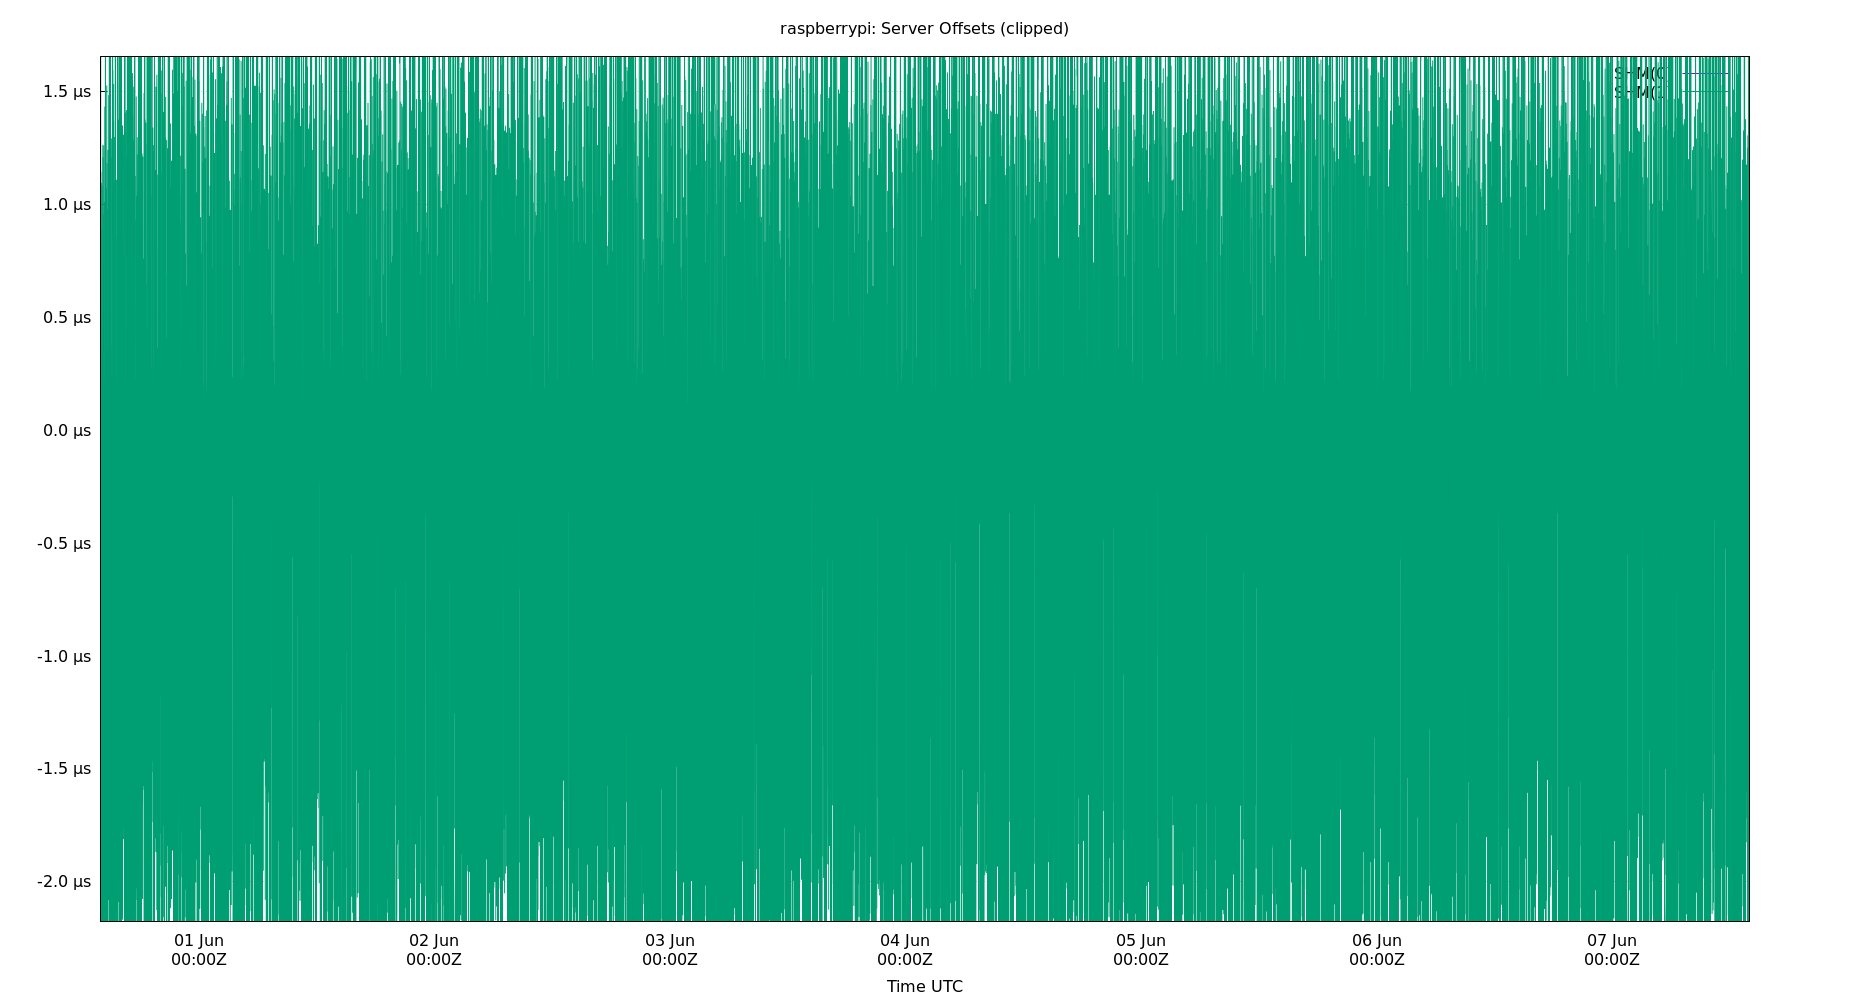 raspberrypi: Server Offsets (clipped)
1.5 µs
1.0 µs
0.5 µs
0.0 µs
-0.5 µs
-1.0 µs
-1.5 µs
-2.0 µs
01 Jun 02 Jun 03 Jun 04 Jun 05 Jun 06 Jun 07 Jun
00:00Z 00:00Z 00:00Z 00:00Z 00:00Z 00:00Z 00:00Z
Time UTC